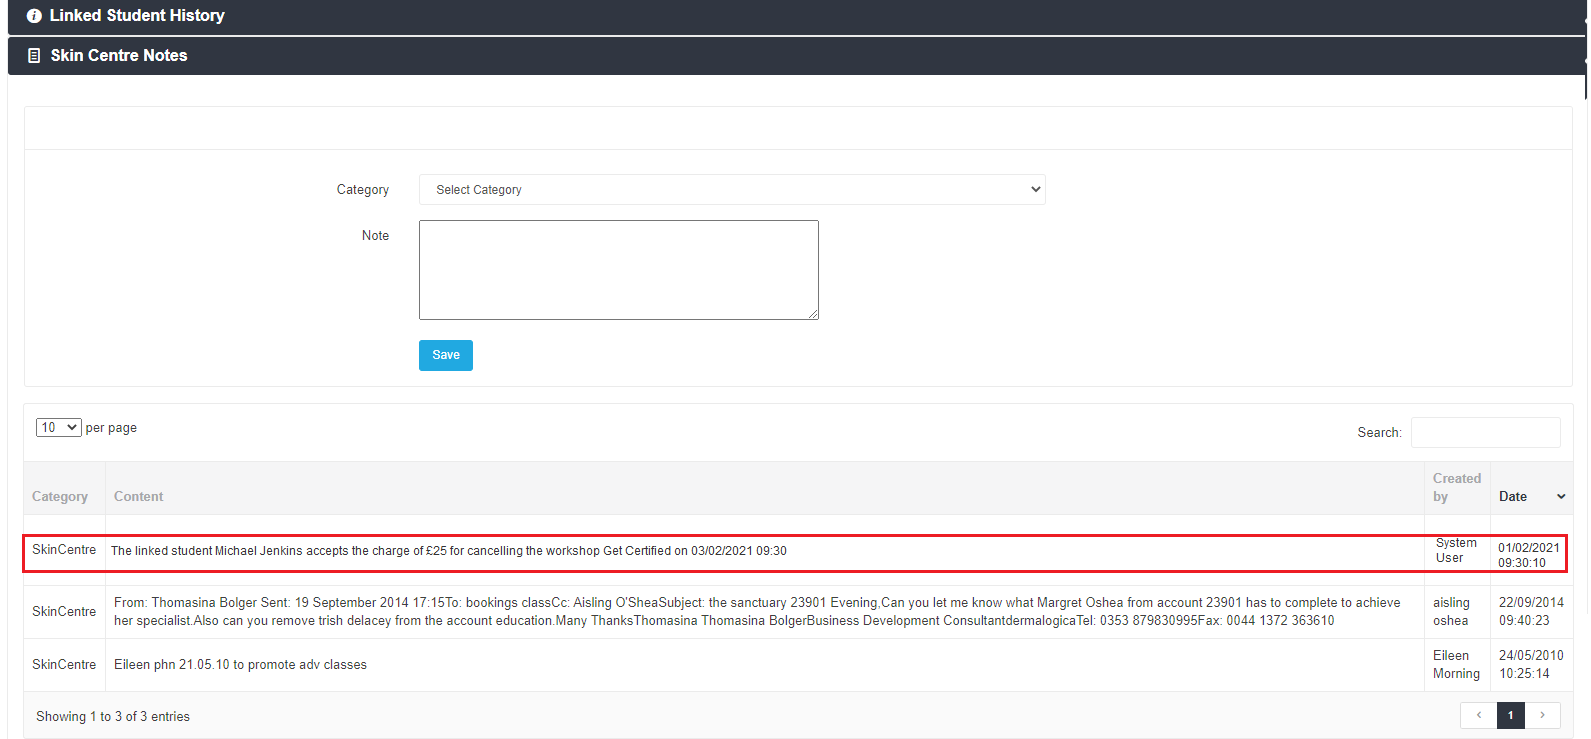 Linked Student History
Skin Centre Notes
Category
Select Category
Note
Save
10 per page
Search:
Category Content Created by Date
SkinCentre The linked student Michael Jenkins accepts the charge of £25 for cancelling the workshop Get Certified on 03/02/2021 09:30 System User 01/02/2021 09:30:10
SkinCentre
From: Thomasina Bolger Sent: 19 September 2014 17:15To: bookings classCc: Aisling O'SheaSubject: the sanctuary 23901 Evening,Can you let me know what Margret Oshea from account 23901 has to complete to achieve
her specialist.Also can you remove trish delacey from the account education.Many ThanksThomasina Thomasina BolgerBusiness Development ConsultantdermalogicaTel: 0353 879830995Fax: 0044 1372 363610
aisling oshea
22/09/2014 09:40:23
SkinCentre Eileen phn 21.05.10 to promote adv classes Eileen Morning 24/05/2010 10:25:14
Showing 1 to 3 of 3 entries
1